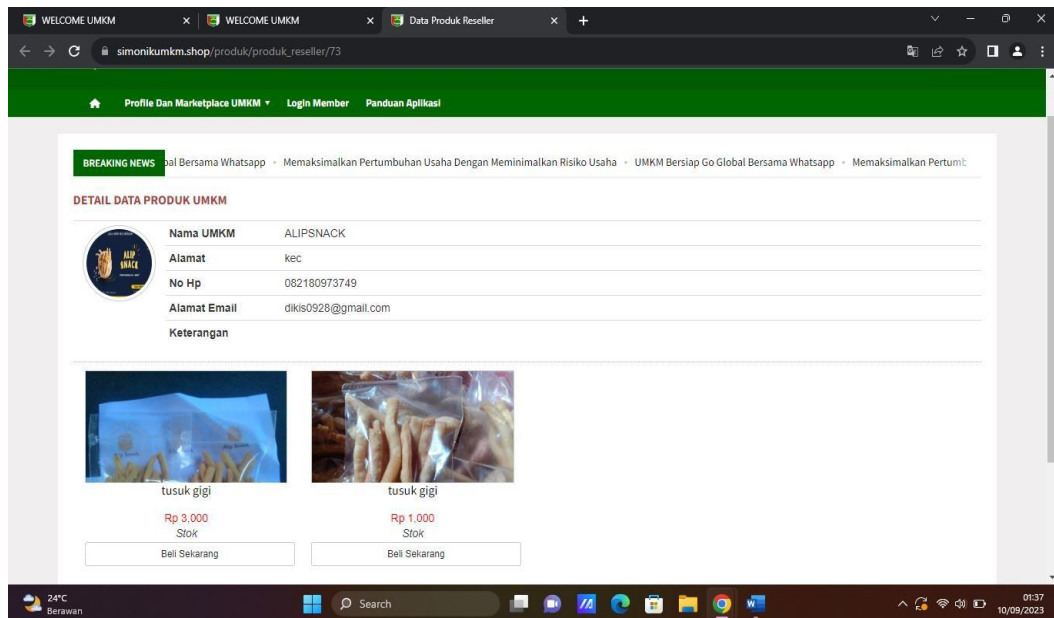 WELCOME UMKM
WELCOME UMKM
Data Produk Reseller
simonikumkm.shop/produk/produk_reseller/73
Profile Dan Marketplace UMKM
Login Member
Panduan Aplikasi
BREAKING NEWS
bal Bersama Whatsapp
Memaksimalkan Pertumbuhan Usaha Dengan Meminimalkan Risiko Usaha
UMKM Bersiap Go Global Bersama Whatsapp
Memaksimalkan Pertumb
DETAIL DATA PRODUK UMKM
ALIP
SNACK
Nama UMKM ALIPSNACK
Alamat kec
No Hp 082180973749
Alamat Email dikis0928@gmail.com
Keterangan
Alip Snack
tusuk gigi
Rp 3,000
Stok
Beli Sekarang
tusuk gigi
Rp 1,000
Stok
Beli Sekarang
24°C
Berawan
Search
01:37
10/09/2023